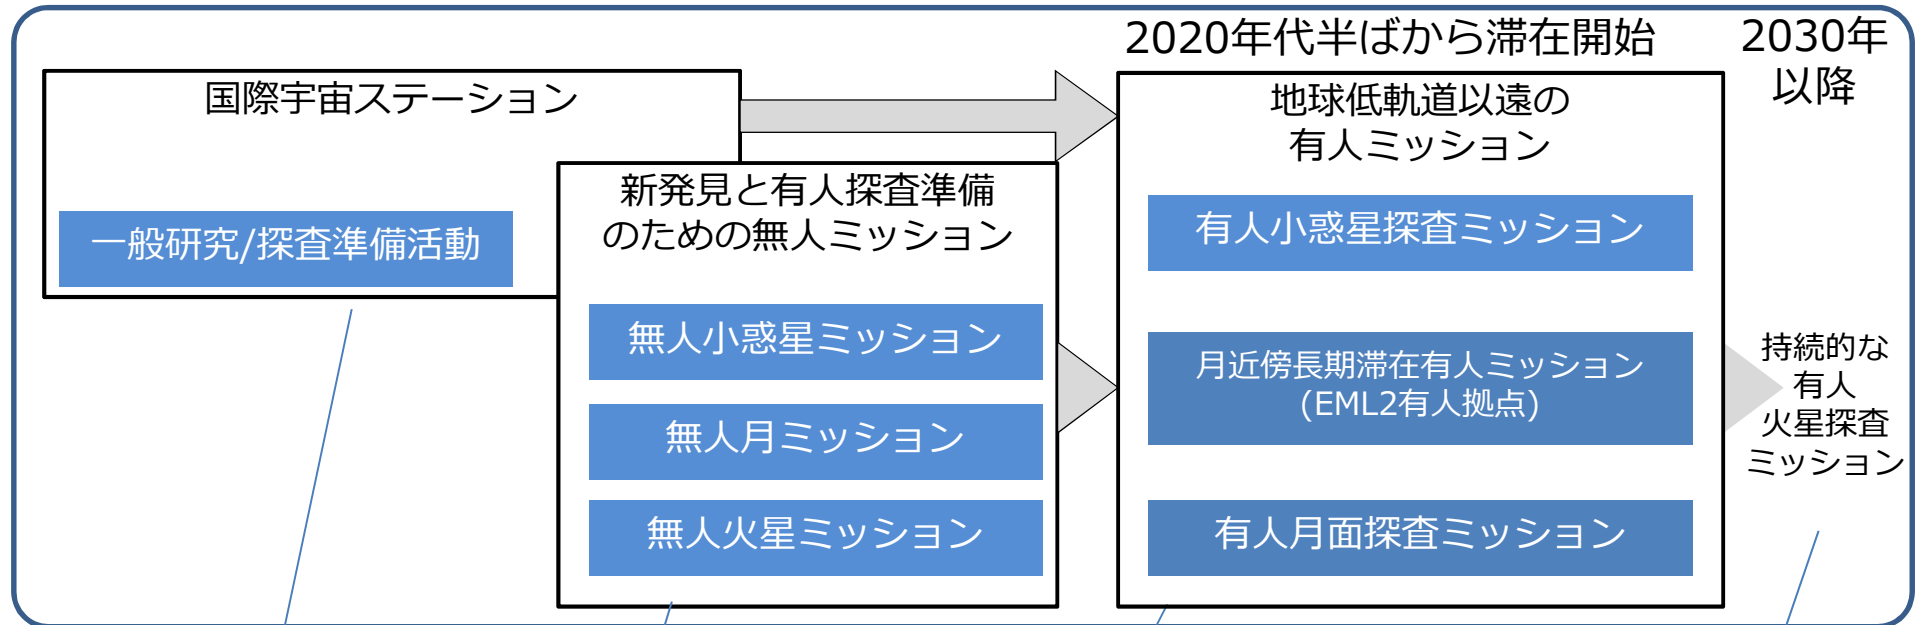 2020年代半ばから滞在開始
2030年
以降
国際宇宙ステーション
一般研究/探査準備活動
新発見と有人探査準備
のための無人ミッション
無人小惑星ミッション
無人月ミッション
無人火星ミッション
地球低軌道以遠の
有人ミッション
有人小惑星探査ミッション
月近傍長期滞在有人ミッション
(EML2有人拠点)
有人月面探査ミッション
持続的な
有人
火星探査
ミッション